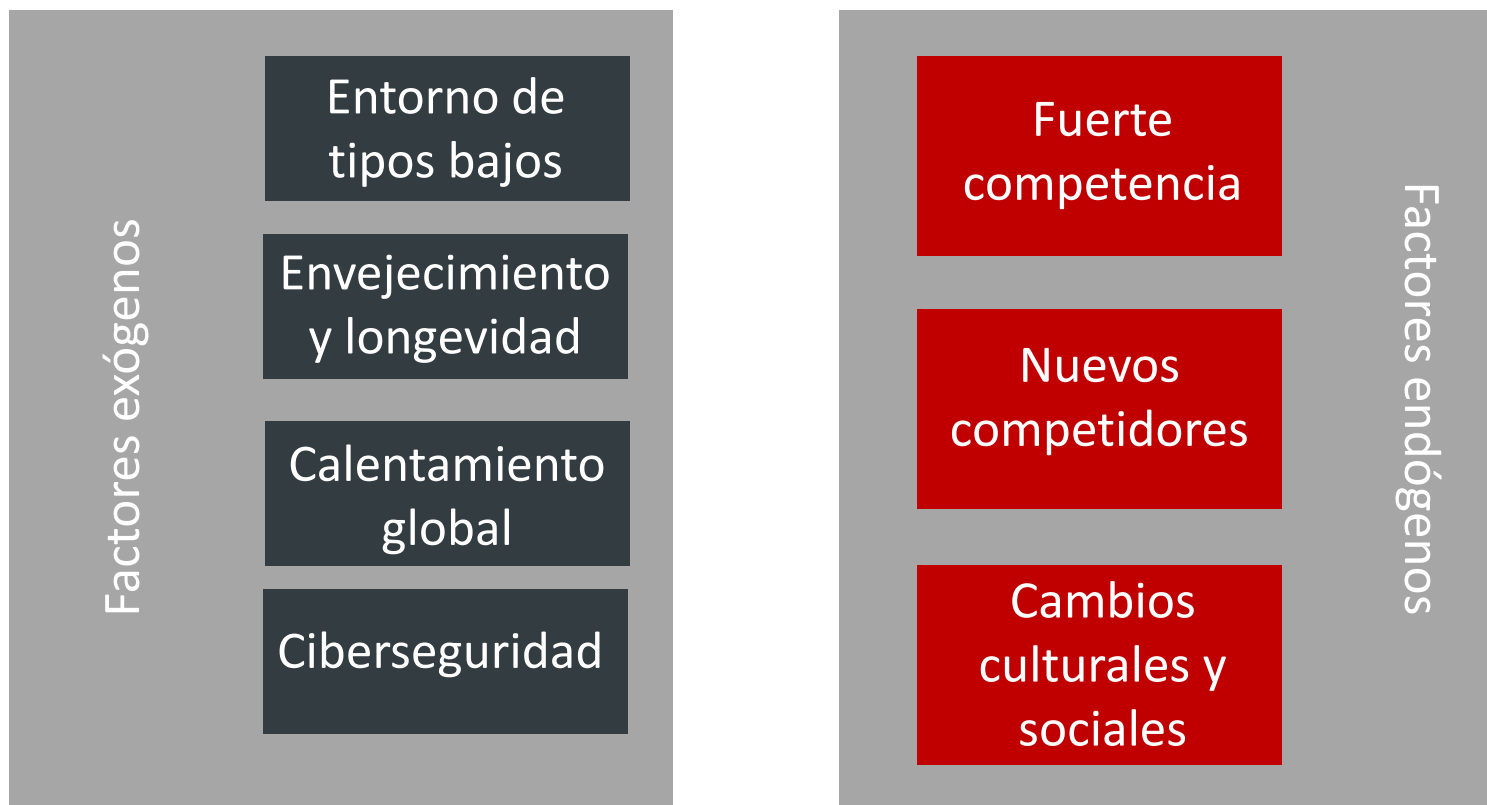 Factores exógenos
Entorno de
tipos bajos
Envejecimiento
y longevidad
Calentamiento
global
Ciberseguridad
Fuerte
competencia
Nuevos
competidores
Cambios
culturales y
sociales
Factores endógenos